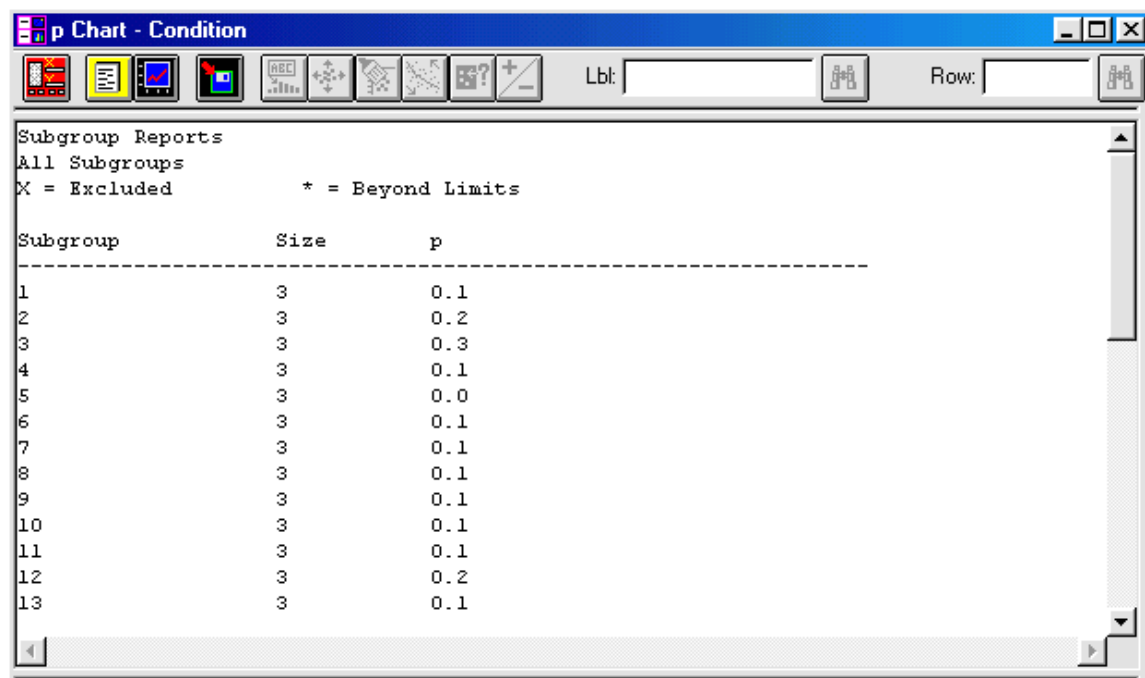 p Chart - Condition
Lbl: Row:
Subgroup Reports
All Subgroups
X = Excluded * = Beyond Limits
Subgroup Size p
------------------------------------------------------------------
1 3 0.1
2 3 0.2
3 3 0.3
4 3 0.1
5 3 0.0
6 3 0.1
7 3 0.1
8 3 0.1
9 3 0.1
10 3 0.1
11 3 0.1
12 3 0.2
13 3 0.1